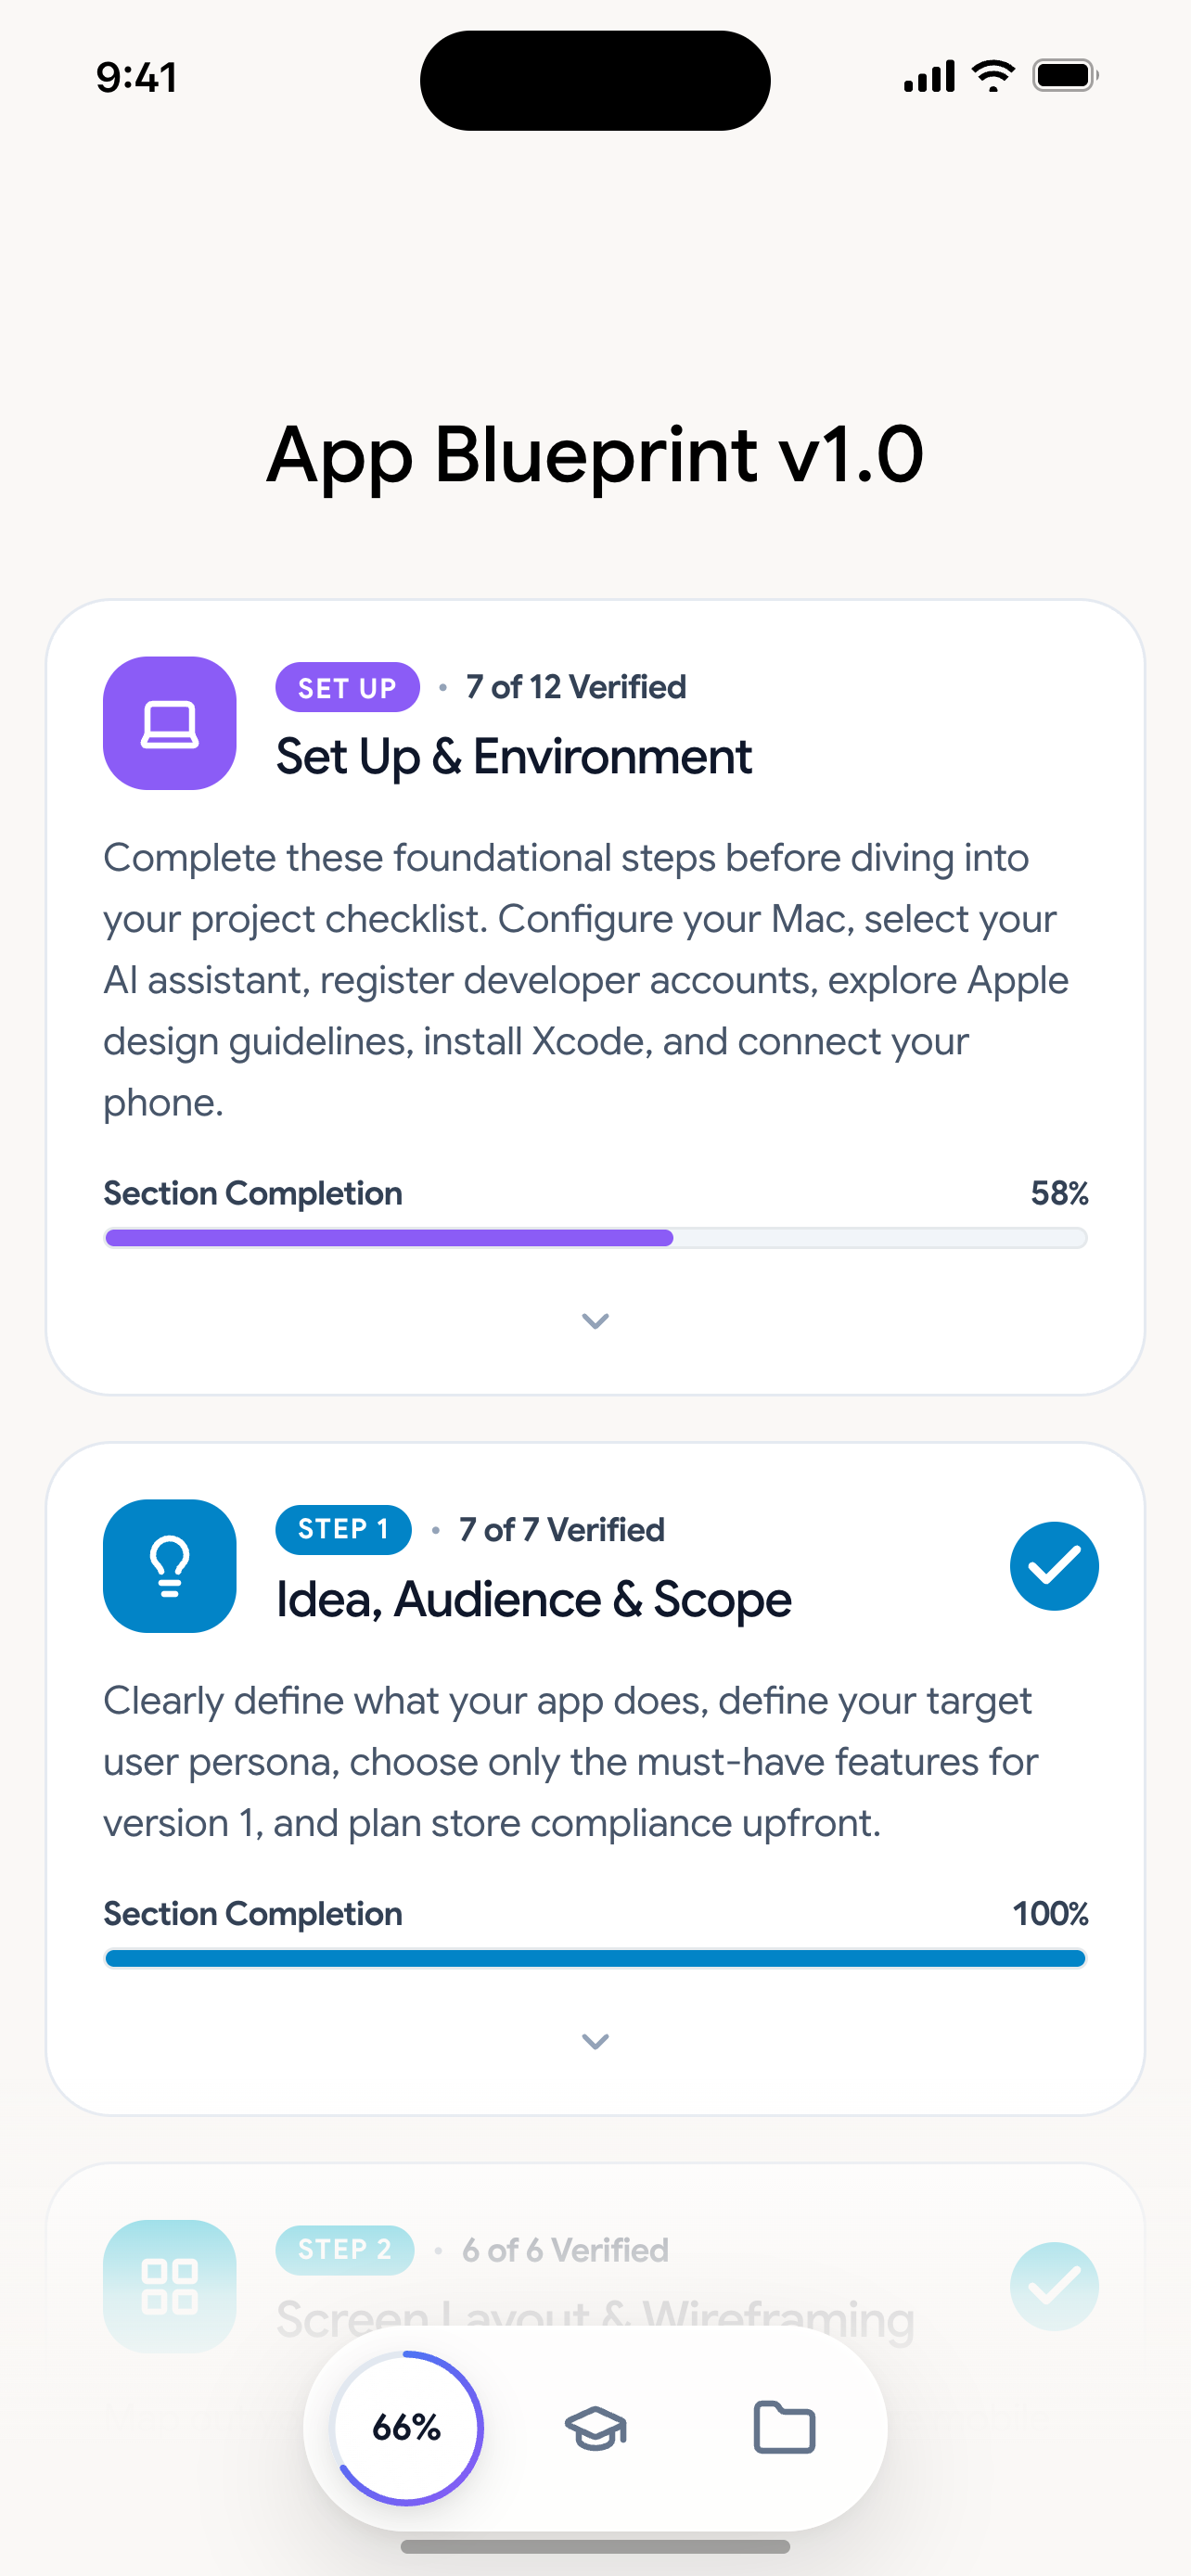 9:41
App Blueprint v1.0
SET UP • 7 of 12 Verified
Set Up & Environment
Complete these foundational steps before diving into
your project checklist. Configure your Mac, select your
AI assistant, register developer accounts, explore Apple
design guidelines, install Xcode, and connect your
phone.
Section Completion 58%
STEP 1 • 7 of 7 Verified
Idea, Audience & Scope
Clearly define what your app does, define your target
user persona, choose only the must-have features for
version 1, and plan store compliance upfront.
Section Completion 100%
STEP 2 • 6 of 6 Verified
Screen Layout & Wireframing
66%